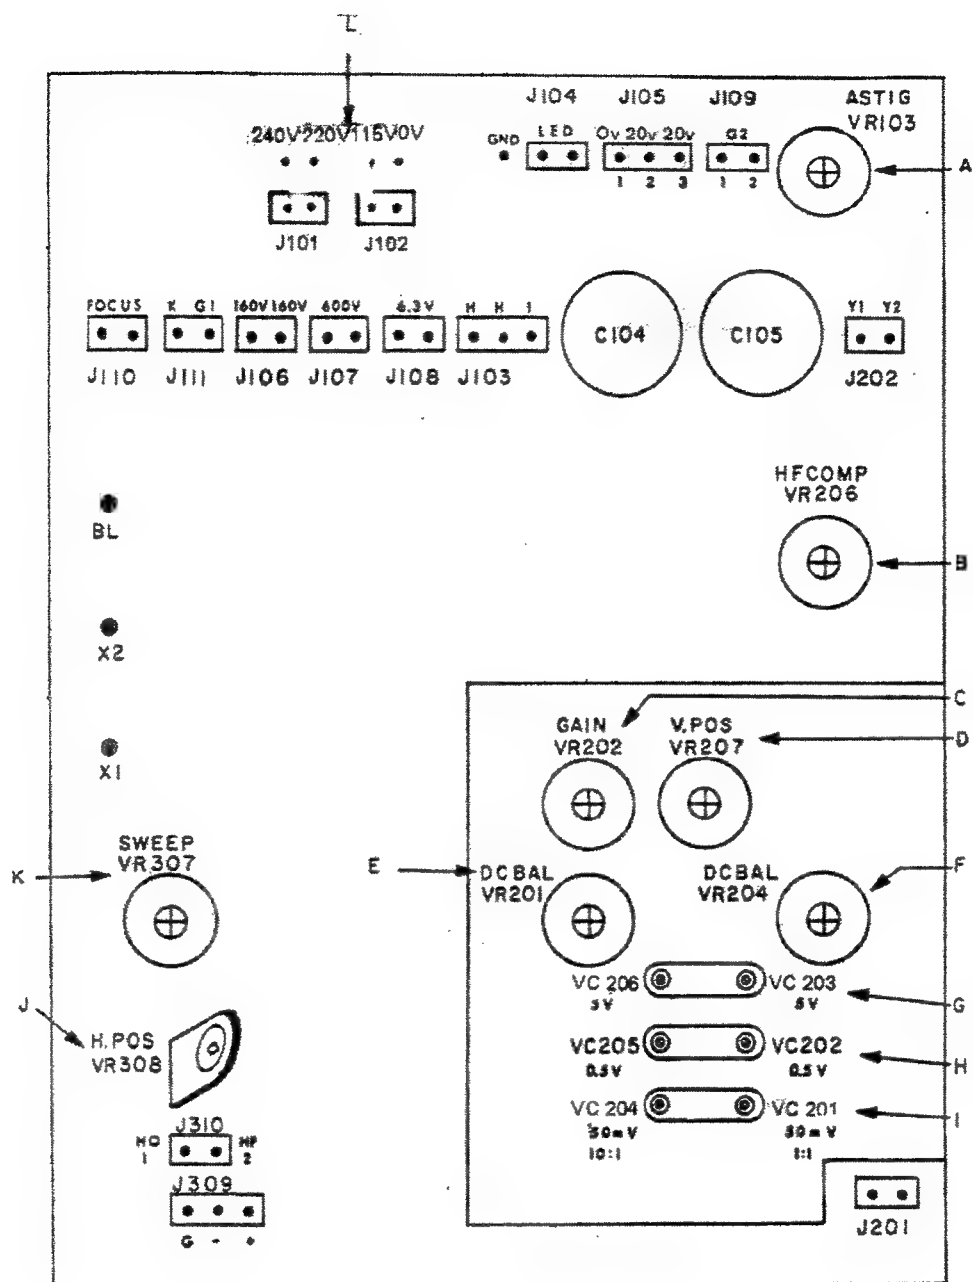 L
240V 220V 115V 0V
J101
J102
GND
J104
LED
J105
0v 20v 20v
1 2 3
J109
G2
1 2
ASTIG
VR103
A
FOCUS
J110
K G1
J111
160V 160V
J106
600V
J107
6.3V
J108
H H 1
J103
C104
C105
Y1 Y2
J202
HFCOMP
VR206
B
BL
X2
X1
C
GAIN
VR202
V.POS
VR207
D
SWEEP
VR307
K
E
DCBAL
VR201
DCBAL
VR204
F
VC 206
5V
VC 203
5V
G
J
H.POS
VR308
VC205
0.5V
VC202
0.5V
H
VC 204
50mV
10:1
VC 201
50mV
1:1
I
J310
1
2
J309
G - +
J201